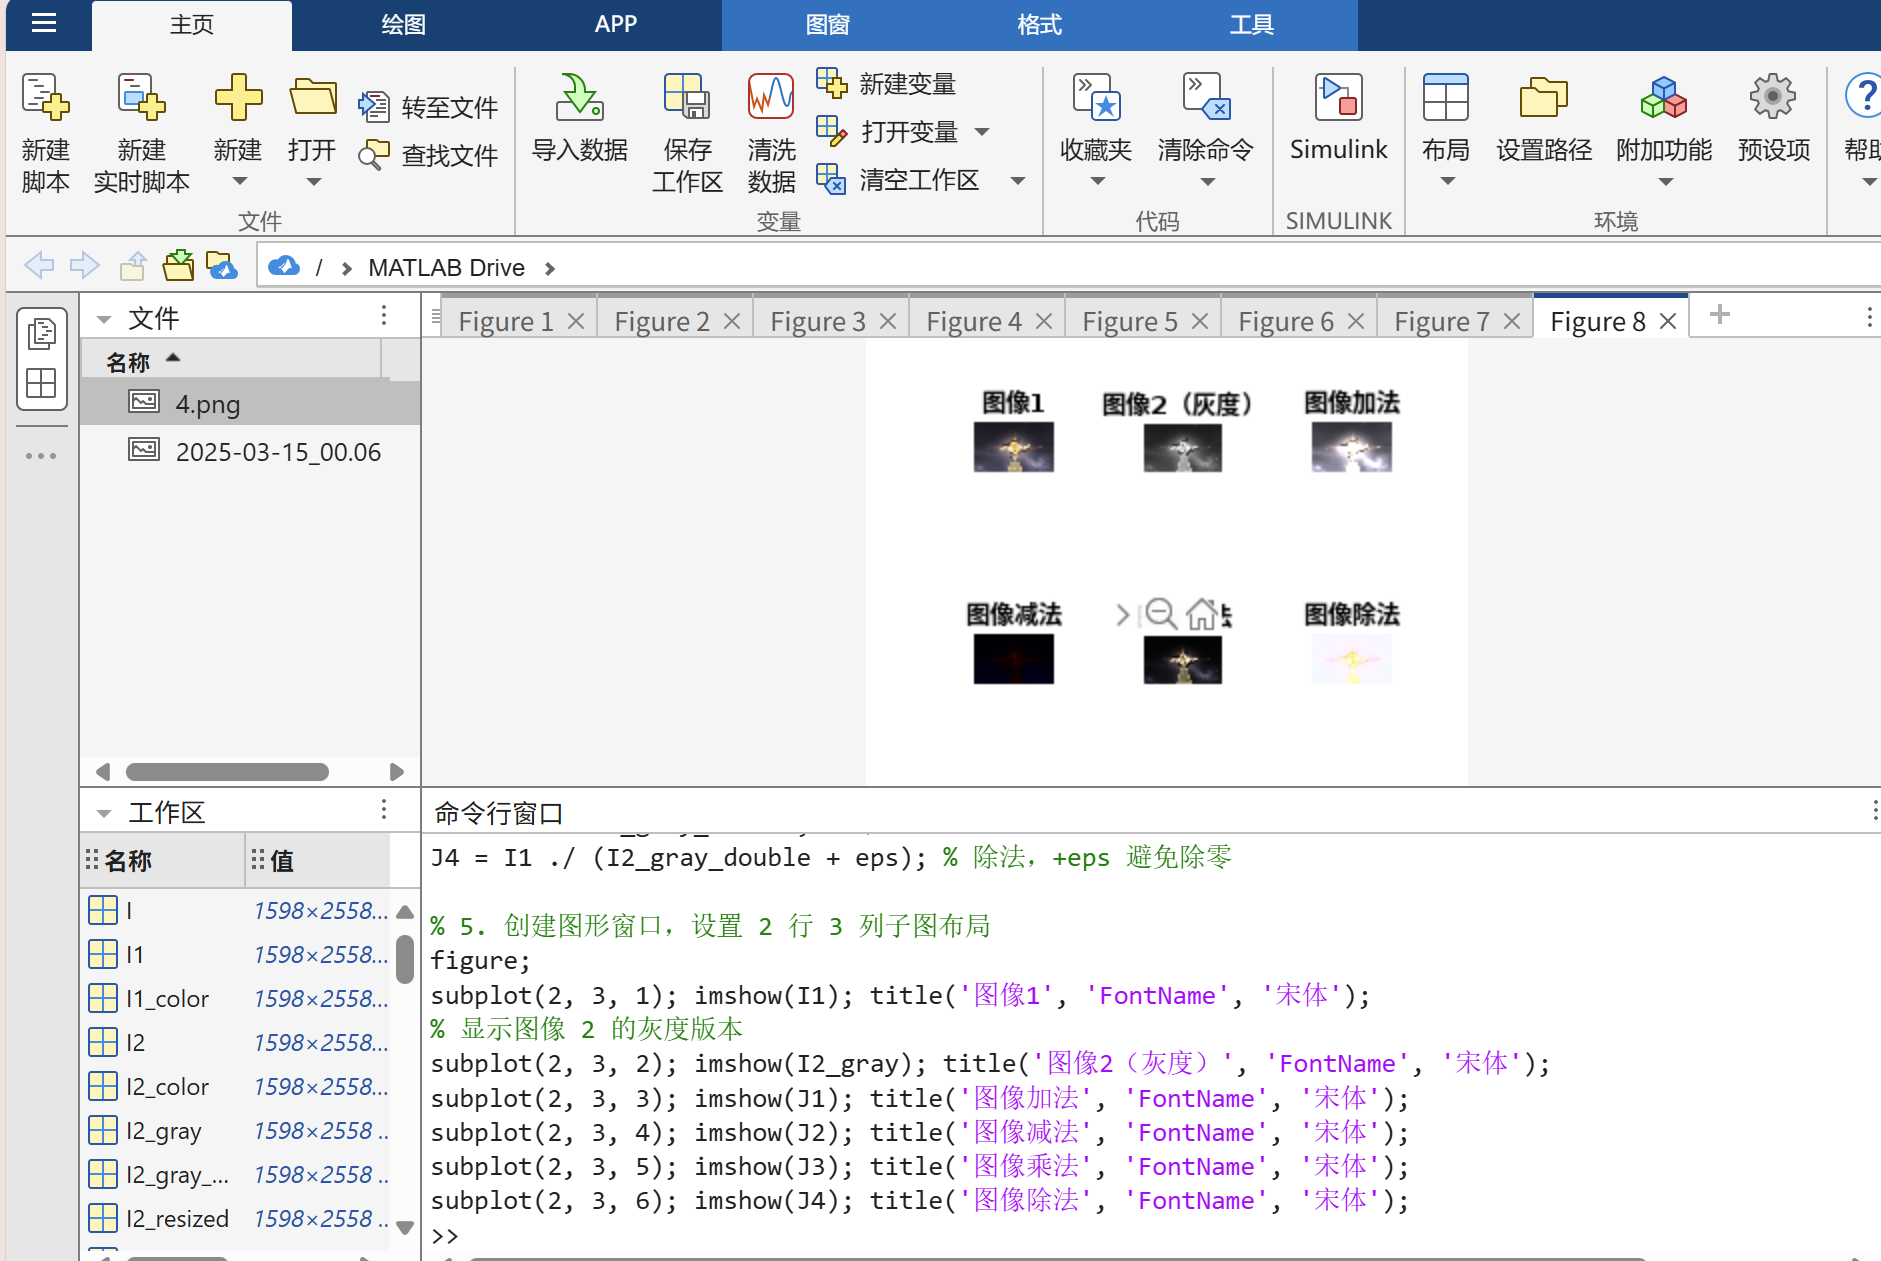 主页 绘图 APP 图窗 格式 工具
新建脚本
新建实时脚本
新建
打开
转至文件
查找文件
文件
导入数据
保存工作区
清洗数据
新建变量
打开变量
清空工作区
变量
收藏夹
清除命令
代码
Simulink
SIMULINK
布局
设置路径
附加功能
预设项
环境
帮助
/ › MATLAB Drive ›
文件
名称
4.png
2025-03-15_00.06
Figure 1 Figure 2 Figure 3 Figure 4 Figure 5 Figure 6 Figure 7 Figure 8
图像1 图像2（灰度） 图像加法
图像减法 图像除法
工作区
名称 值
I 1598×2558...
I1 1598×2558...
I1_color 1598×2558...
I2 1598×2558...
I2_color 1598×2558...
I2_gray 1598×2558 ..
I2_gray_... 1598×2558 ..
I2_resized 1598×2558 ..
命令行窗口
J4 = I1 ./ (I2_gray_double + eps); % 除法，+eps 避免除零
% 5. 创建图形窗口，设置 2 行 3 列子图布局
figure;
subplot(2, 3, 1); imshow(I1); title('图像1', 'FontName', '宋体');
% 显示图像 2 的灰度版本
subplot(2, 3, 2); imshow(I2_gray); title('图像2（灰度）', 'FontName', '宋体');
subplot(2, 3, 3); imshow(J1); title('图像加法', 'FontName', '宋体');
subplot(2, 3, 4); imshow(J2); title('图像减法', 'FontName', '宋体');
subplot(2, 3, 5); imshow(J3); title('图像乘法', 'FontName', '宋体');
subplot(2, 3, 6); imshow(J4); title('图像除法', 'FontName', '宋体');
>>